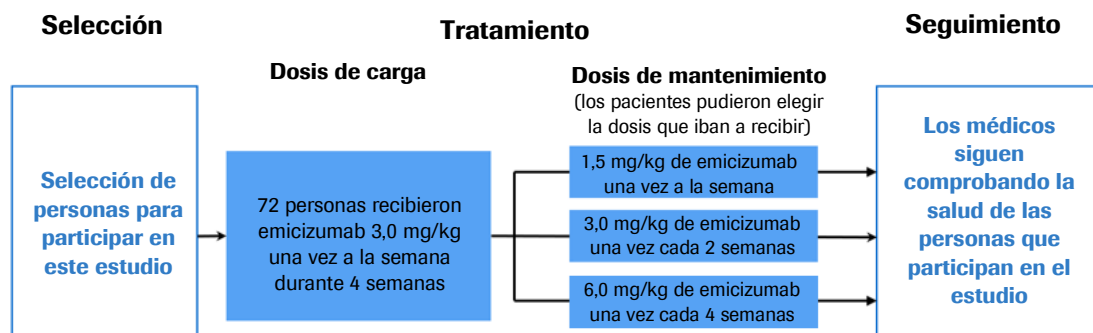 Selección
Tratamiento
Seguimiento
Dosis de carga
Dosis de mantenimiento
(los pacientes pudieron elegir
la dosis que iban a recibir)
Selección de
personas para
participar en
este estudio
72 personas recibieron
emicizumab 3,0 mg/kg
una vez a la semana
durante 4 semanas
1,5 mg/kg de emicizumab
una vez a la semana
3,0 mg/kg de emicizumab
una vez cada 2 semanas
6,0 mg/kg de emicizumab
una vez cada 4 semanas
Los médicos
siguen
comprobando la
salud de las
personas que
participan en el
estudio